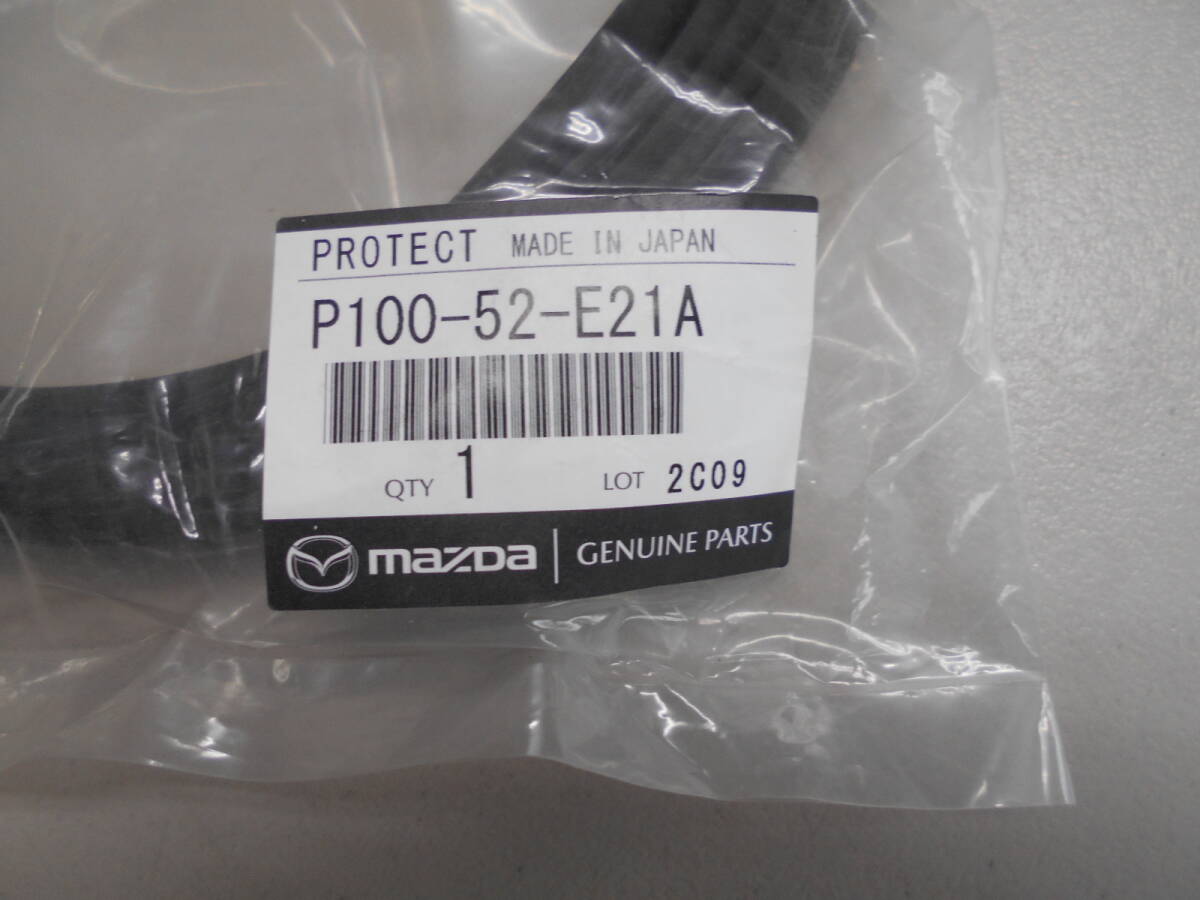 PROTECT MADE IN JAPAN
P100-52-E21A
QTY 1 LOT 2C09
mazda GENUINE PARTS